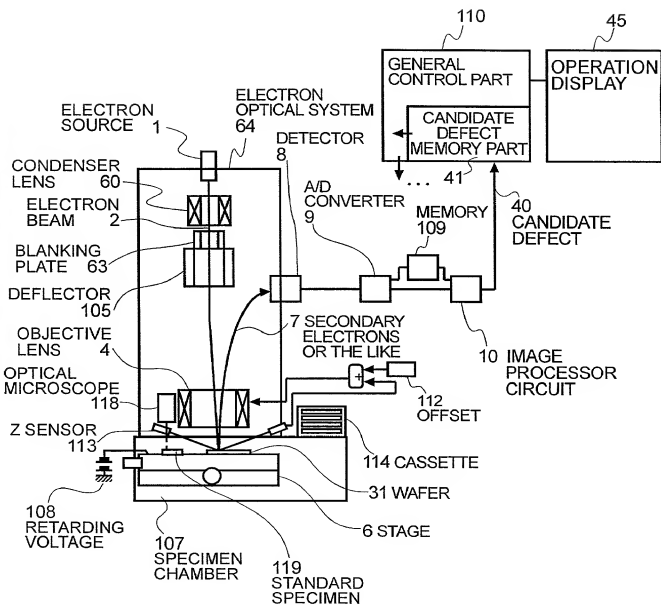 110
45
GENERAL
CONTROL PART
OPERATION
DISPLAY
CANDIDATE
DEFECT
MEMORY PART
41
ELECTRON
OPTICAL SYSTEM
64
ELECTRON
SOURCE
1
DETECTOR
8
CONDENSER
LENS
60
A/D
CONVERTER
9
MEMORY
109
40
CANDIDATE
DEFECT
ELECTRON
BEAM
2
BLANKING
PLATE
63
DEFLECTOR
105
7 SECONDARY
ELECTRONS
OR THE LIKE
10 IMAGE
PROCESSOR
CIRCUIT
OBJECTIVE
LENS
4
OPTICAL
MICROSCOPE
118
+
112
OFFSET
Z SENSOR
113
114 CASSETTE
31 WAFER
6 STAGE
108
RETARDING
VOLTAGE
107
SPECIMEN
CHAMBER
119
STANDARD
SPECIMEN